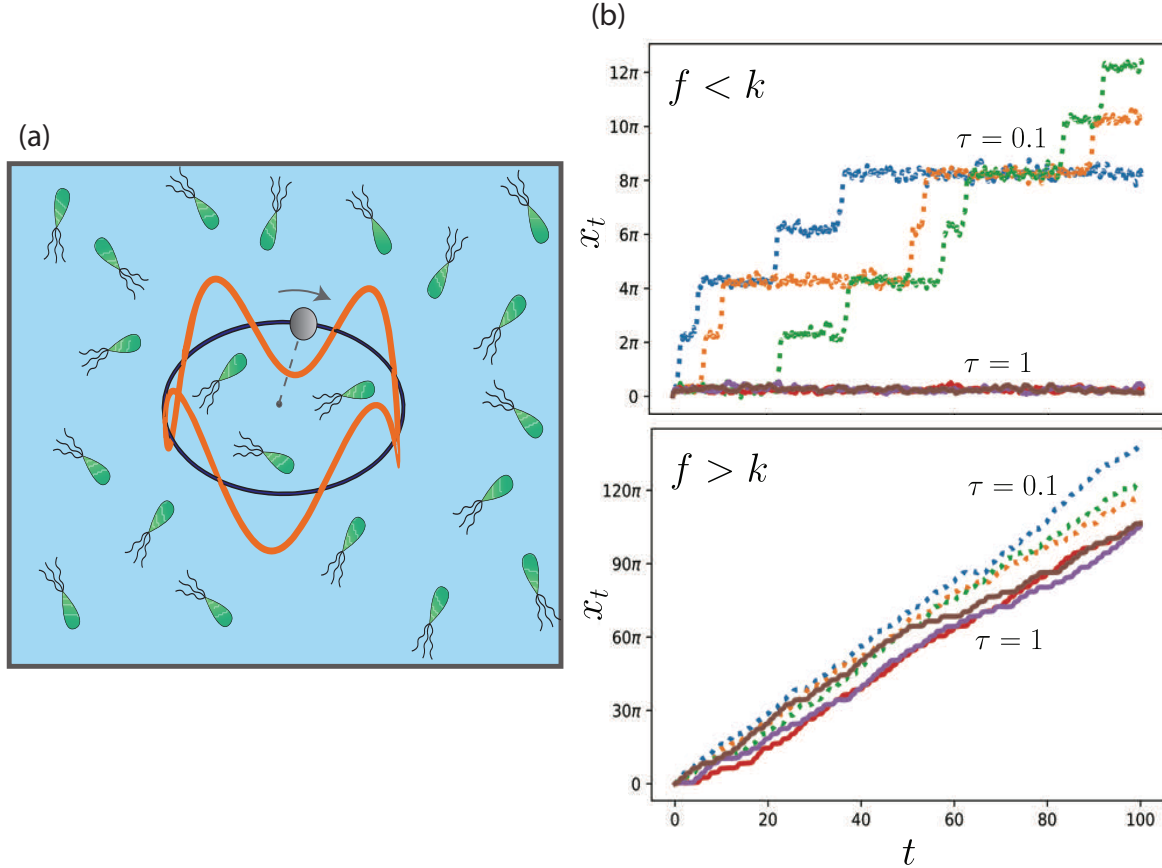 (a)
(b)
f < k
12π
10π
8π
6π
4π
2π
0
x_t
τ = 0.1
τ = 1
f > k
120π
90π
60π
30π
0
x_t
τ = 0.1
τ = 1
0
20
40
60
80
100
t